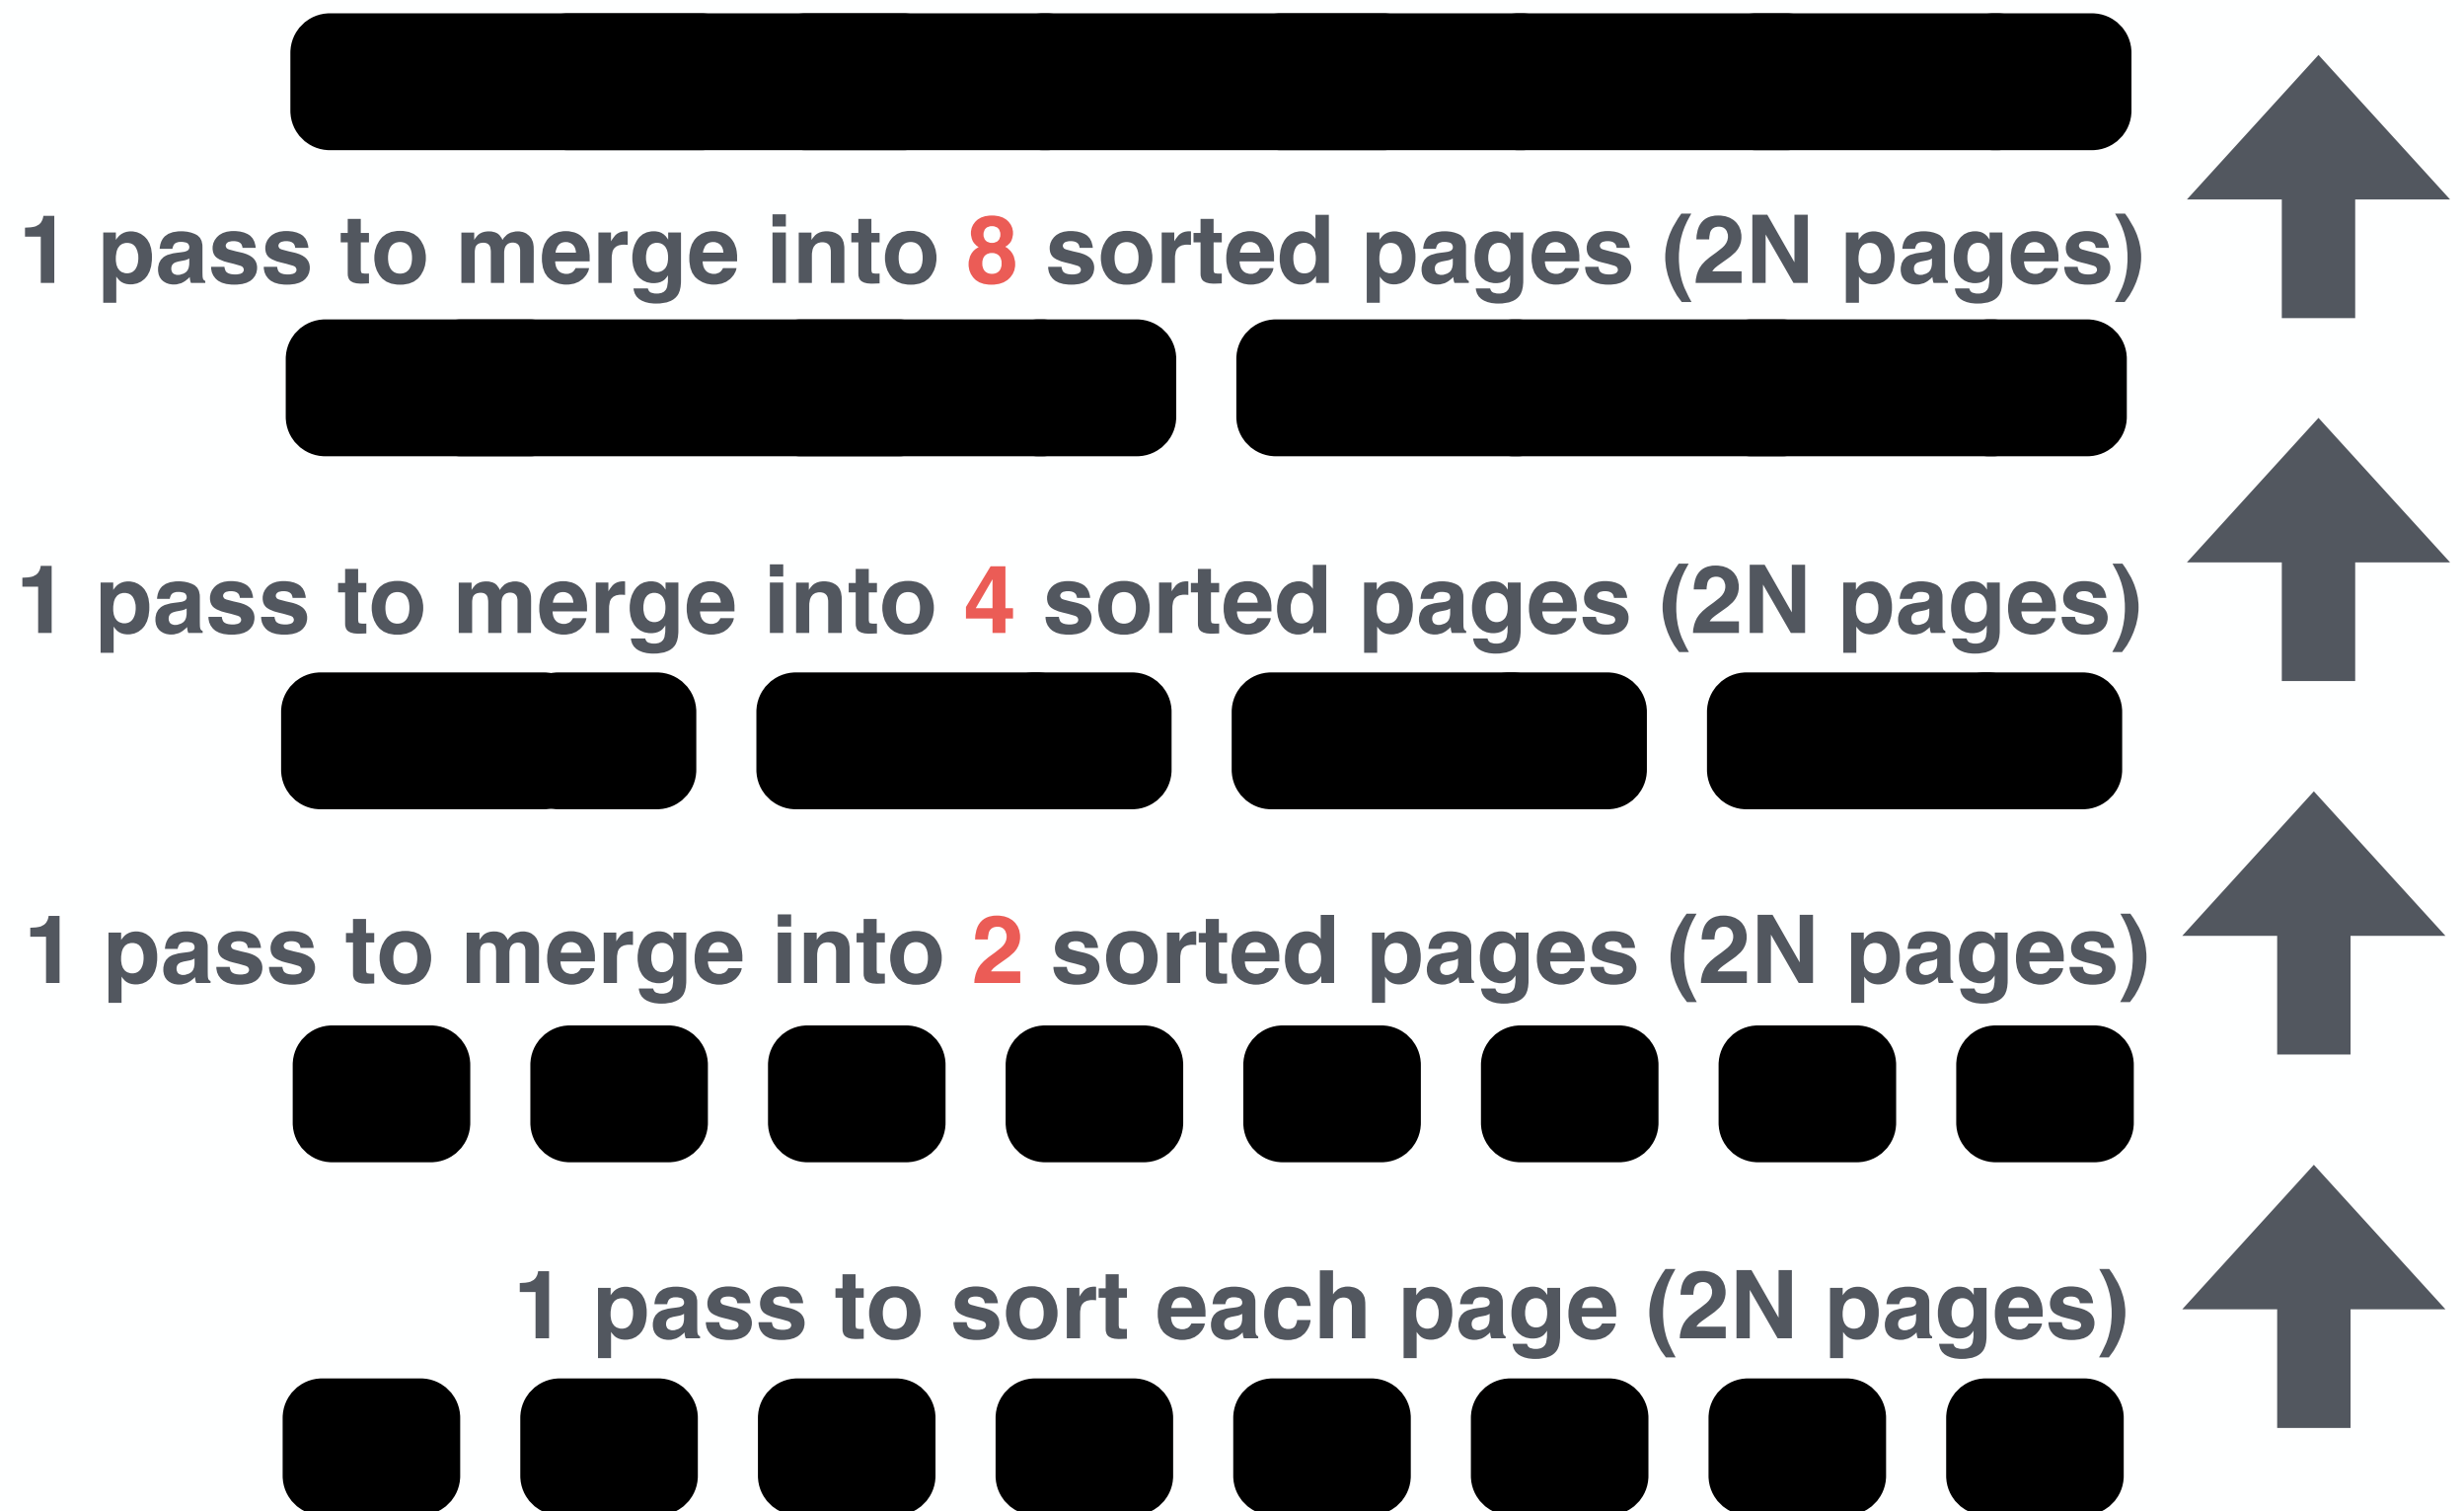 1 pass to merge into 8 sorted pages (2N pages)
1 pass to merge into 4 sorted pages (2N pages)
1 pass to merge into 2 sorted pages (2N pages)
1 pass to sort each page (2N pages)